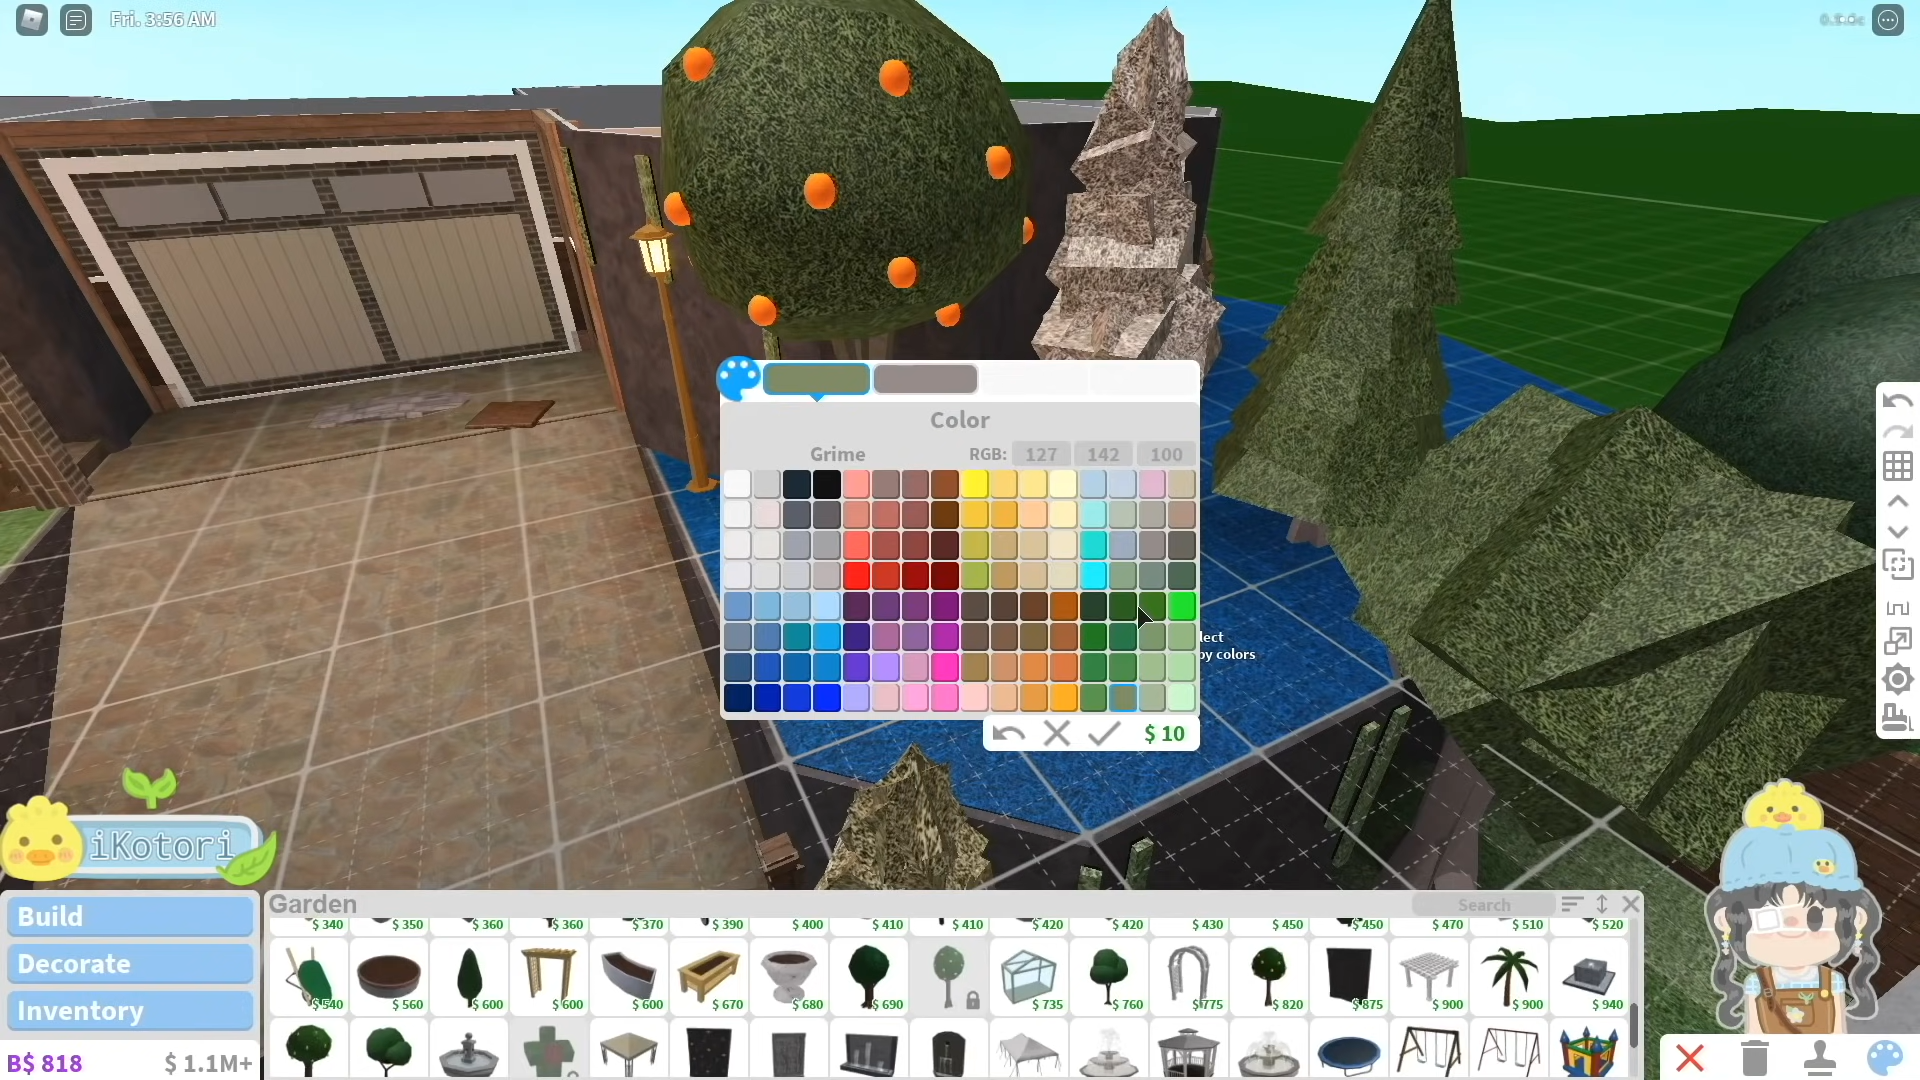 Fri. 3:56 AM
Color
Grime
RGB: 127 142 100
lect
by colors
$ 10
iKotori
Build
Decorate
Inventory
B$ 818
$ 1.1M+
Garden
Search
$ 340 $ 350 $ 360 $ 360 $ 370 $ 390 $ 400 $ 410 $ 410 $ 420 $ 420 $ 430 $ 450 $ 450 $ 470 $ 510 $ 520
$ 540 $ 560 $ 600 $ 600 $ 600 $ 670 $ 680 $ 690 $ 735 $ 760 $ 775 $ 820 $ 875 $ 900 $ 900 $ 940